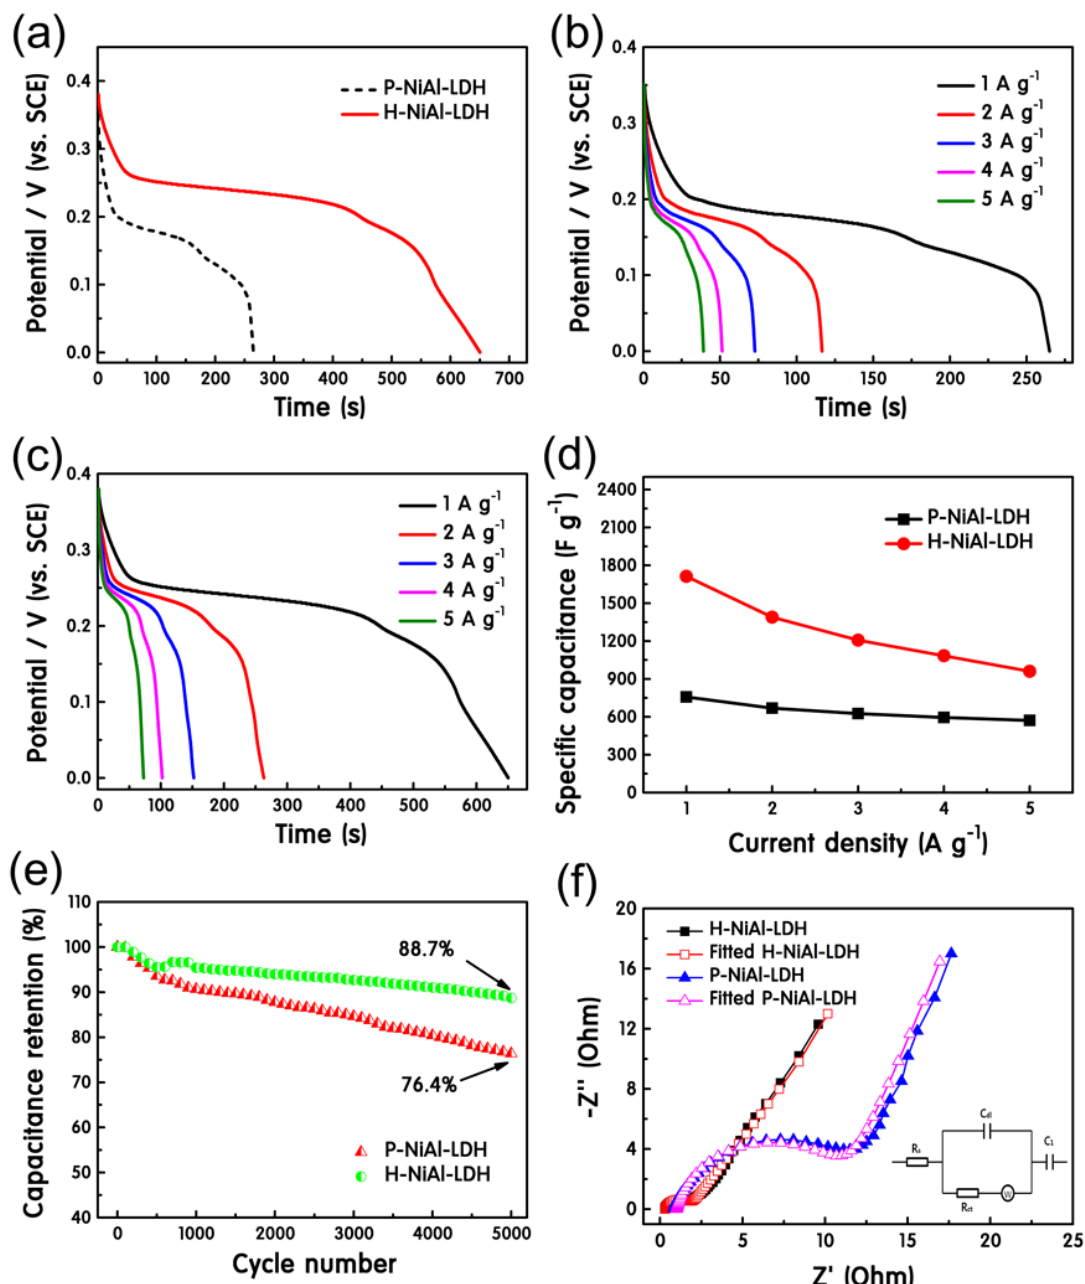 (a)
Potential / V (vs. SCE)
0.4
0.3
0.2
0.1
0.0
P-NiAl-LDH
H-NiAl-LDH
0 100 200 300 400 500 600 700
Time (s)
(b)
Potential / V (vs. SCE)
0.4
0.3
0.2
0.1
0.0
1 A g⁻¹
2 A g⁻¹
3 A g⁻¹
4 A g⁻¹
5 A g⁻¹
0 50 100 150 200 250
Time (s)
(c)
Potential / V (vs. SCE)
0.4
0.3
0.2
0.1
0.0
1 A g⁻¹
2 A g⁻¹
3 A g⁻¹
4 A g⁻¹
5 A g⁻¹
0 100 200 300 400 500 600
Time (s)
(d)
Specific capacitance (F g⁻¹)
2400
2100
1800
1500
1200
900
600
300
0
P-NiAl-LDH
H-NiAl-LDH
1 2 3 4 5
Current density (A g⁻¹)
(e)
Capacitance retention (%)
110
100
90
80
70
60
50
40
88.7%
76.4%
P-NiAl-LDH
H-NiAl-LDH
0 1000 2000 3000 4000 5000
Cycle number
(f)
-Z'' (Ohm)
20
16
12
8
4
0
H-NiAl-LDH
Fitted H-NiAl-LDH
P-NiAl-LDH
Fitted P-NiAl-LDH
Cdl
Rs
C1
Rct
W
0 5 10 15 20 25
Z' (Ohm)